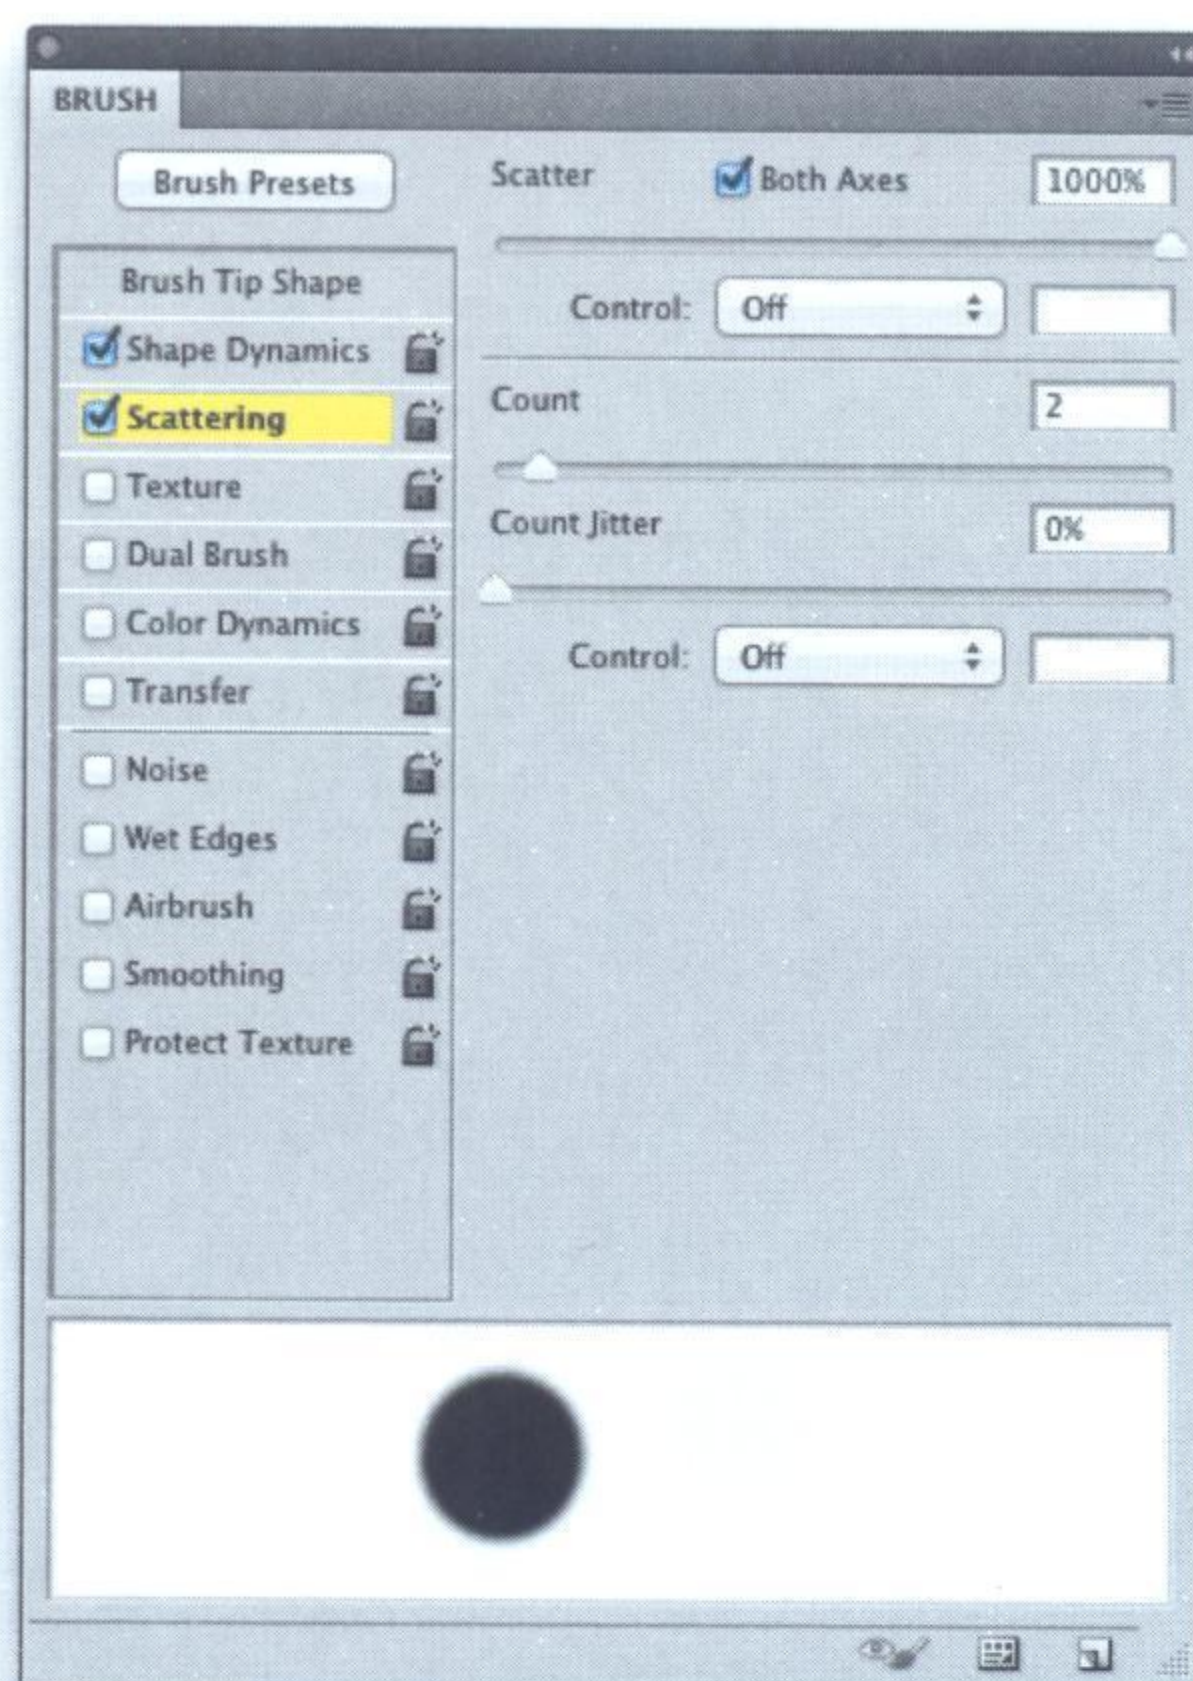 BRUSH
Brush Presets
Scatter Both Axes 1000%
Brush Tip Shape
Control: Off
Shape Dynamics
Count 2
Scattering
Texture
Count Jitter 0%
Dual Brush
Color Dynamics
Control: Off
Transfer
Noise
Wet Edges
Airbrush
Smoothing
Protect Texture